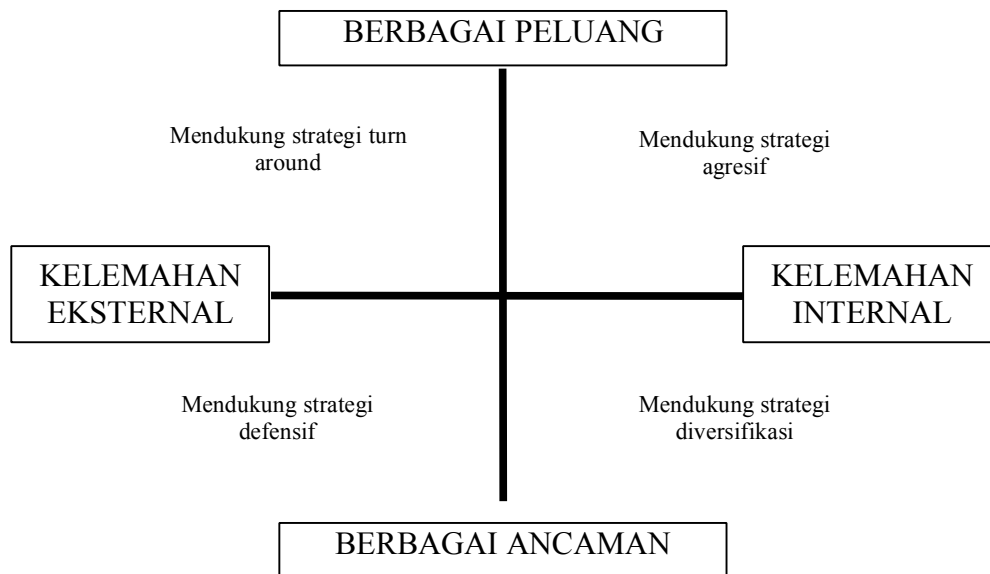 BERBAGAI PELUANG
Mendukung strategi turn
around
Mendukung strategi
agresif
KELEMAHAN
EKSTERNAL
KELEMAHAN
INTERNAL
Mendukung strategi
defensif
Mendukung strategi
diversifikasi
BERBAGAI ANCAMAN